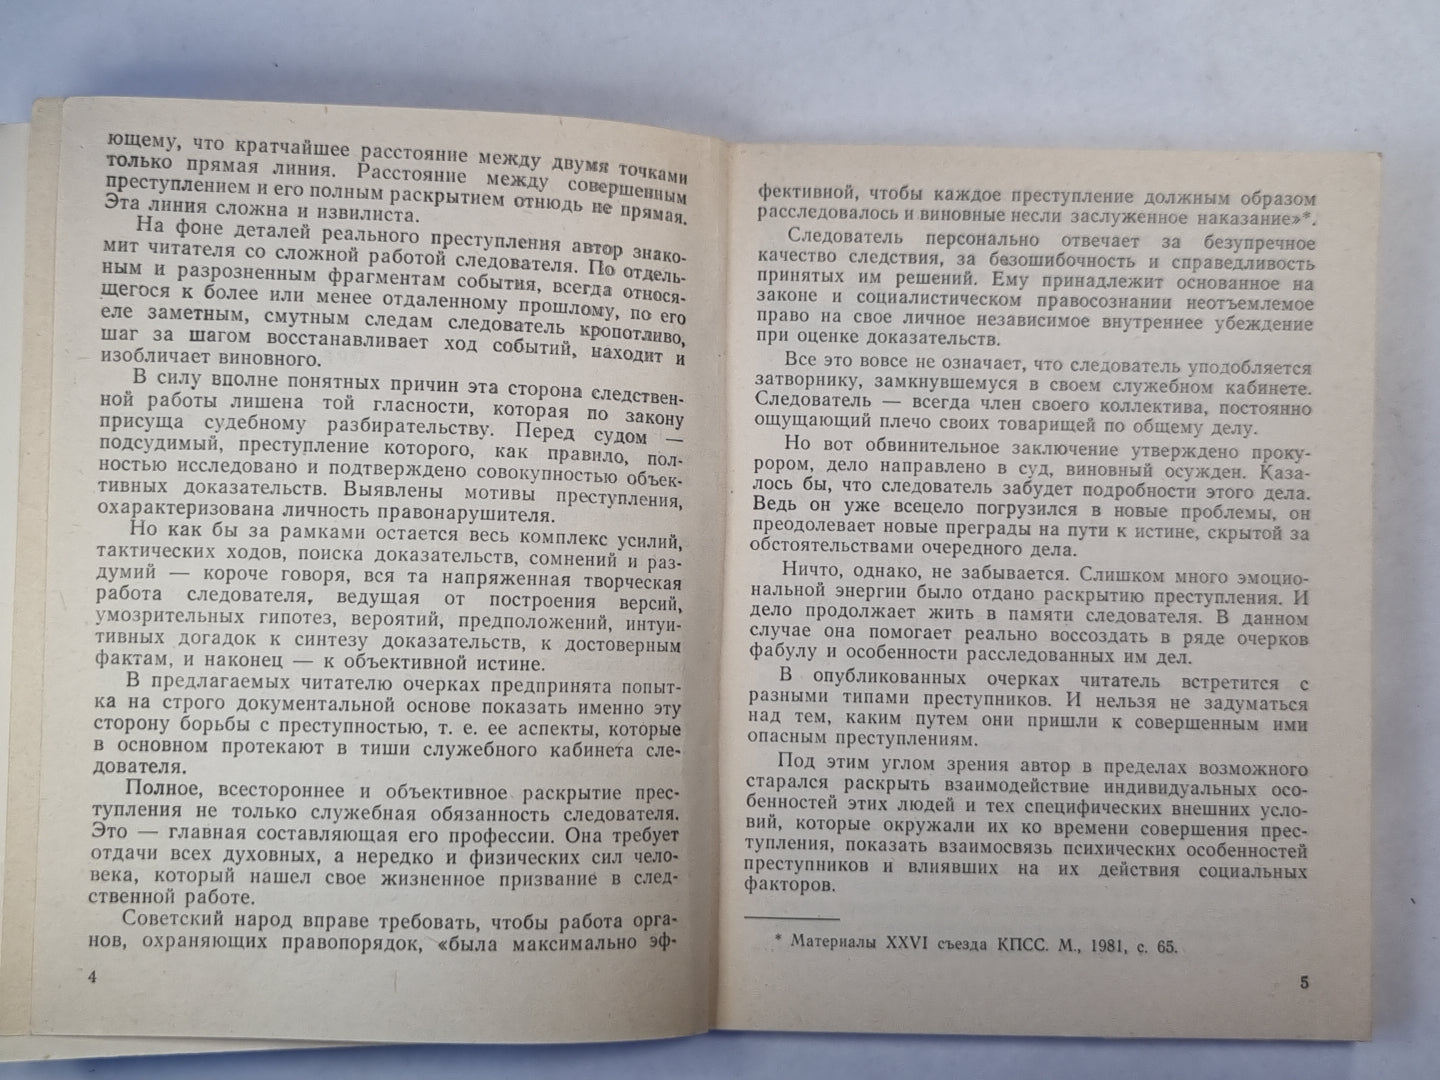 ющему, что кратчайшее расстояние между двумя точками
только прямая линия. Расстояние между совершенным
преступлением и его полным раскрытием отнюдь не прямая.
Эта линия сложна и извилиста.
На фоне деталей реального преступления автор знако-
мит читателя со сложной работой следователя. По отдель-
ным и разрозненным фрагментам события, всегда относя-
щегося к более или менее отдаленному прошлому, по его
еле заметным, смутным следам следователь кропотливо,
шаг за шагом восстанавливает ход событий, находит и
изобличает виновного.
В силу вполне понятных причин эта сторона следствен-
ной работы лишена той гласности, которая по закону
присуща судебному разбирательству. Перед судом —
подсудимый, преступление которого, как правило, пол-
ностью исследовано и подтверждено совокупностью объек-
тивных доказательств. Выявлены мотивы преступления,
охарактеризована личность правонарушителя.
Но как бы за рамками остается весь комплекс усилий,
тактических ходов, поиска доказательств, сомнений и раз-
думий — короче говоря, вся та напряженная творческая
работа следователя, ведущая от построения версий,
умозрительных гипотез, вероятий, предположений, интуи-
тивных догадок к синтезу доказательств, к достоверным
фактам, и наконец — к объективной истине.
В предлагаемых читателю очерках предпринята попыт-
ка на строго документальной основе показать именно эту
сторону борьбы с преступностью, т. е. ее аспекты, которые
в основном протекают в тиши служебного кабинета сле-
дователя.
Полное, всестороннее и объективное раскрытие прес-
тупления не только служебная обязанность следователя.
Это — главная составляющая его профессии. Она требует
отдачи всех духовных, а нередко и физических сил чело-
века, который нашел свое жизненное призвание в след-
ственной работе.
Советский народ вправе требовать, чтобы работа орга-
нов, охраняющих правопорядок, «была максимально эф-
4
фективной, чтобы каждое преступление должным образом
расследовалось и виновные несли заслуженное наказание»*.
Следователь персонально отвечает за безупречное
качество следствия, за безошибочность и справедливость
принятых им решений. Ему принадлежит основанное на
законе и социалистическом правосознании неотъемлемое
право на свое личное независимое внутреннее убеждение
при оценке доказательств.
Все это вовсе не означает, что следователь уподобляется
затворнику, замкнувшемуся в своем служебном кабинете.
Следователь — всегда член своего коллектива, постоянно
ощущающий плечо своих товарищей по общему делу.
Но вот обвинительное заключение утверждено проку-
рором, дело направлено в суд, виновный осужден. Каза-
лось бы, что следователь забудет подробности этого дела.
Ведь он уже всецело погрузился в новые проблемы, он
преодолевает новые преграды на пути к истине, скрытой за
обстоятельствами очередного дела.
Ничто, однако, не забывается. Слишком много эмоцио-
нальной энергии было отдано раскрытию преступления. И
дело продолжает жить в памяти следователя. В данном
случае она помогает реально воссоздать в ряде очерков
фабулу и особенности расследованных им дел.
В опубликованных очерках читатель встретится с
разными типами преступников. И нельзя не задуматься
над тем, каким путем они пришли к совершенным ими
опасным преступлениям.
Под этим углом зрения автор в пределах возможного
старался раскрыть взаимодействие индивидуальных осо-
бенностей этих людей и тех специфических внешних усло-
вий, которые окружали их ко времени совершения прес-
тупления, показать взаимосвязь психических особенностей
преступников и влиявших на их действия социальных
факторов.
* Материалы XXVI съезда КПСС. М., 1981, с. 65.
5